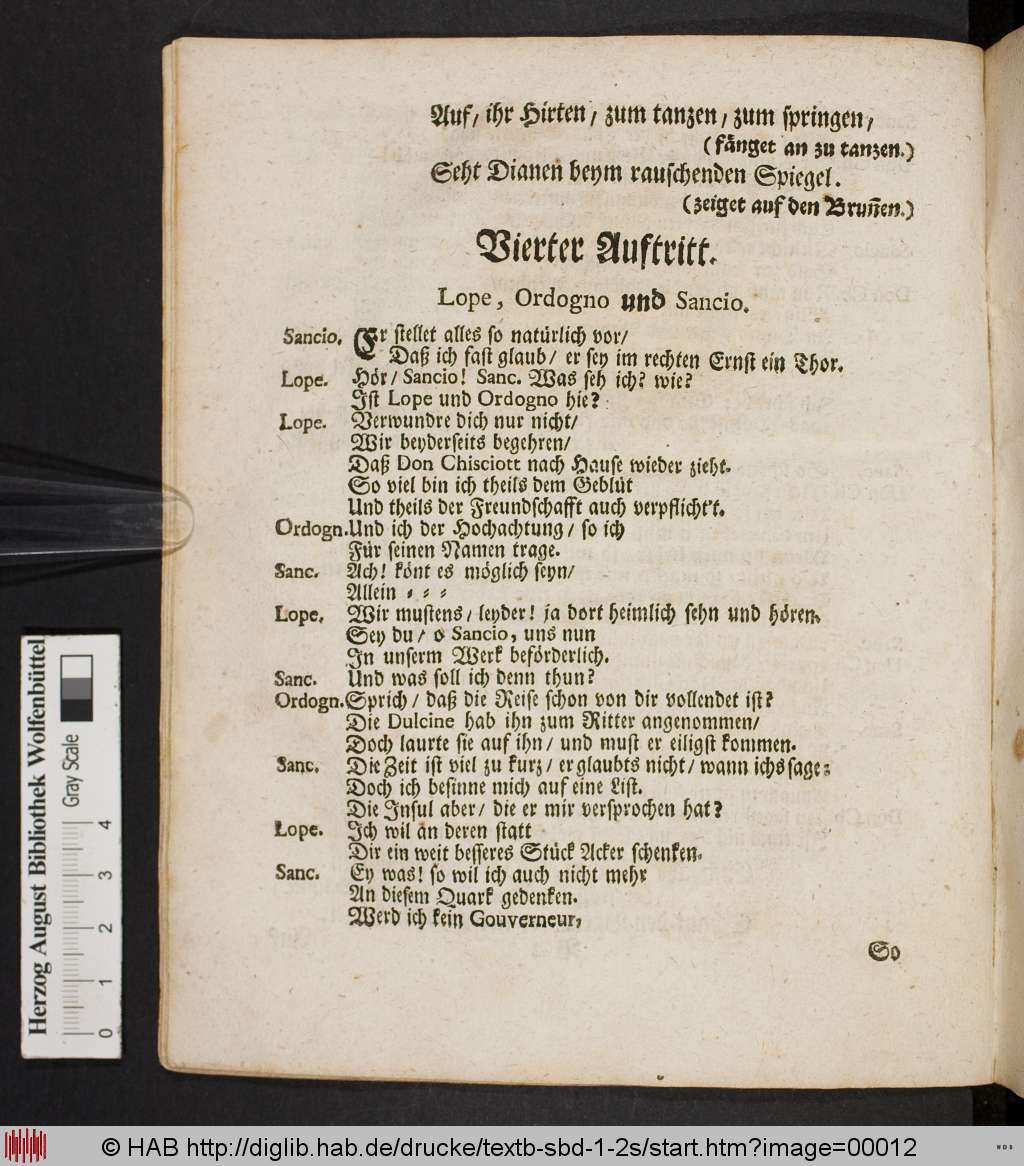 Auf/ ihr Hirten/ zum tanzen/ zum springen/
(fänget an zu tanzen.)
Seht Dianen beym rauschenden Spiegel.
(zeiget auf den Brun̄en.)
Vierter Auftritt.
Lope, Ordogno und Sancio.
Sancio. Er stellet alles so natürlich vor/
Daß ich fast glaub/ er sey im rechten Ernst ein Thor.
Lope. Hör/ Sancio! Sanc. Was seh ich? wie?
Ist Lope und Ordogno hie?
Lope. Verwundre dich nur nicht/
Wir beyderseits begehren/
Daß Don Chisciott nach Hause wieder zieht.
So viel bin ich theils dem Geblüt
Und theils der Freundschafft auch verpflicht't.
Ordogn. Und ich der Hochachtung/ so ich
Für seinen Namen trage.
Sanc. Ach! könt es möglich seyn/
Allein = = =
Lope. Wir mustens/ leyder! ja dort heimlich sehn und hören.
Sey du/ o Sancio, uns nun
In unserm Werk beförderlich.
Sanc. Und was soll ich denn thun?
Ordogn. Sprich/ daß die Reise schon von dir vollendet ist?
Die Dulcine hab ihn zum Ritter angenommen/
Doch laurte sie auf ihn/ und must er eiligst kommen.
Sanc. Die Zeit ist viel zu kurz/ er glaubts nicht/ wann ichs sage:
Doch ich besinne mich auf eine List.
Die Insul aber/ die er mir versprochen hat?
Lope. Ich wil an deren statt
Dir ein weit besseres Stück Acker schenken.
Sanc. Ey was! so wil ich auch nicht mehr
An diesem Quark gedenken.
Werd ich kein Gouverneur,
So
Herzog August Bibliothek Wolfenbüttel
Gray Scale
0 1 2 3 4
© HAB http://diglib.hab.de/drucke/textb-sbd-1-2s/start.htm?image=00012